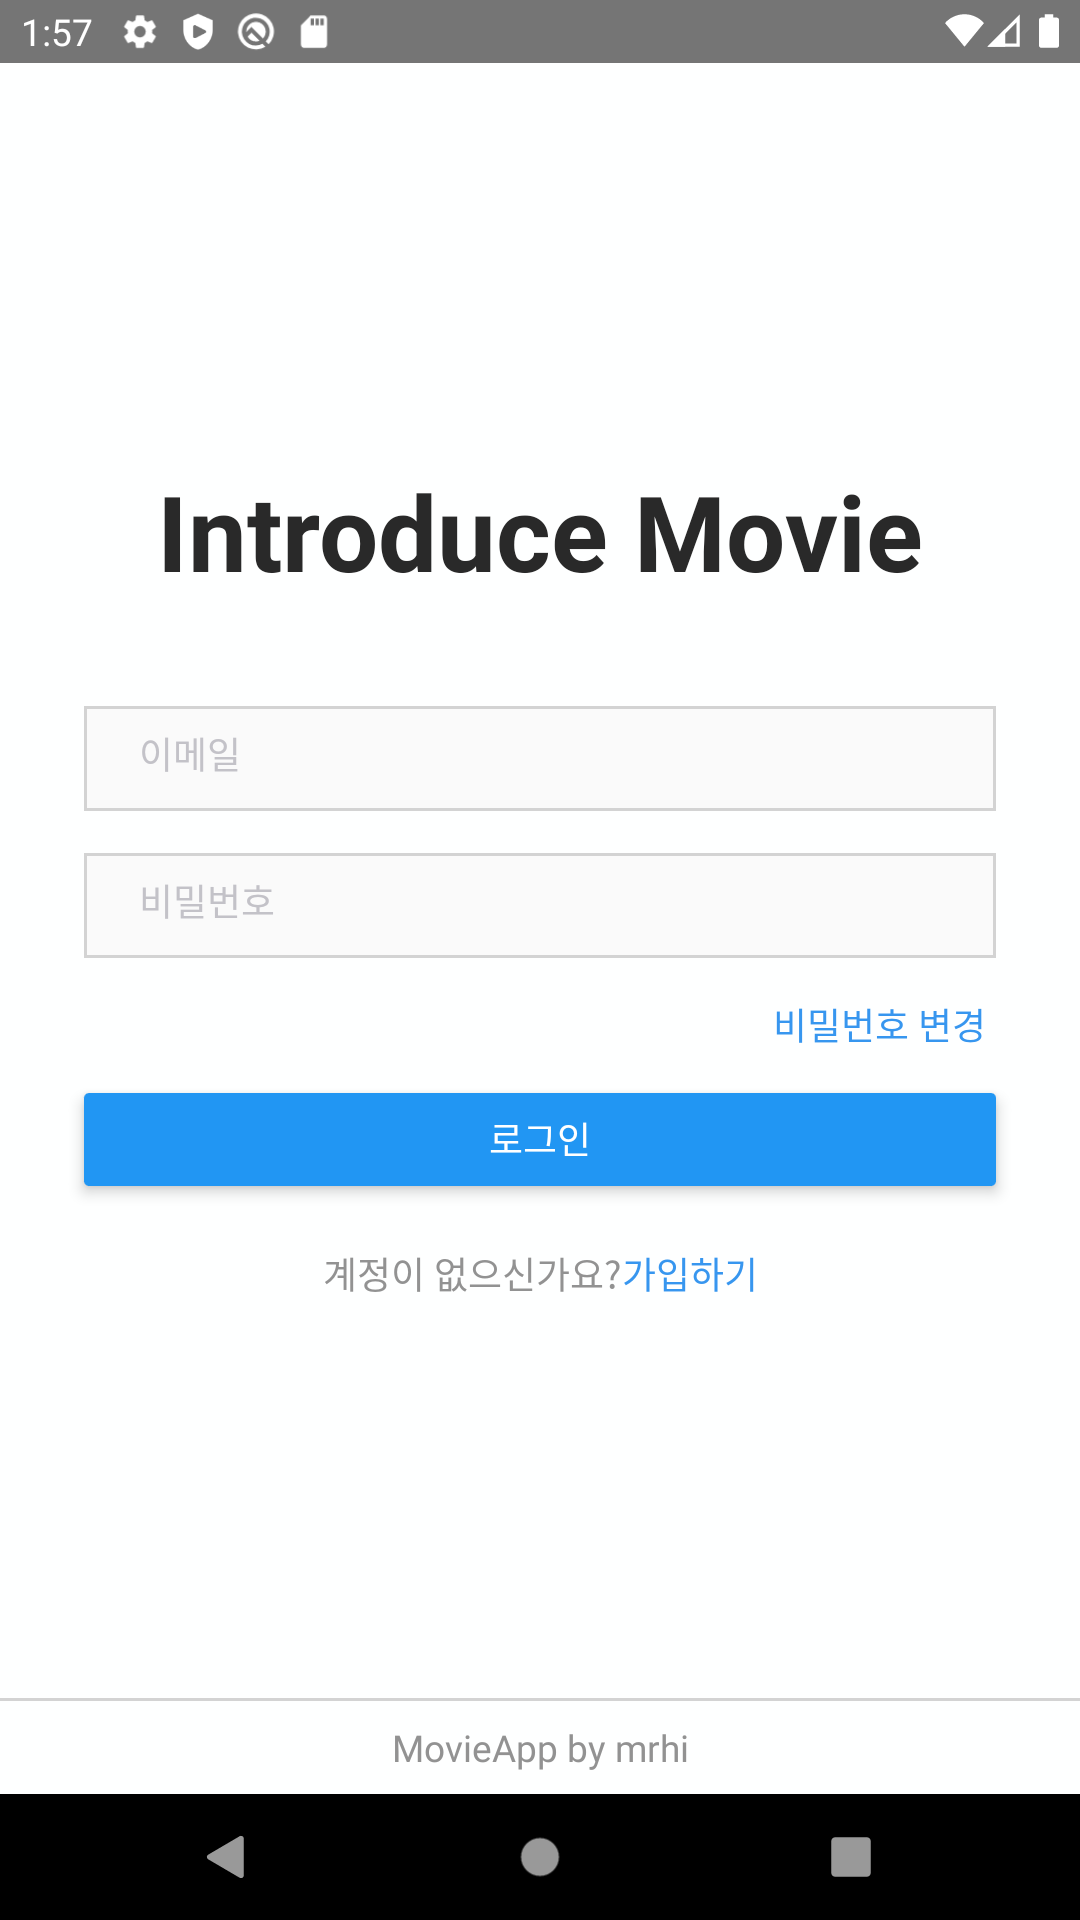 1:57
Introduce Movie
이메일
비밀번호
비밀번호 변경
로그인
계정이 없으신가요?가입하기
MovieApp by mrhi